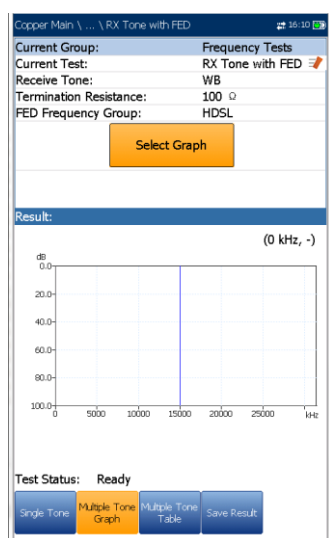 Copper Main \ ... \ RX Tone with FED 16:10
Current Group: Frequency Tests
Current Test: RX Tone with FED
Receive Tone: WB
Termination Resistance: 100 Ω
FED Frequency Group: HDSL
Select Graph
Result:
(0 kHz, -)
dB
0.0
20.0
40.0
60.0
80.0
100.0
0 5000 10000 15000 20000 25000 kHz
Test Status: Ready
Single Tone
Multiple Tone
Graph
Multiple Tone
Table
Save Result